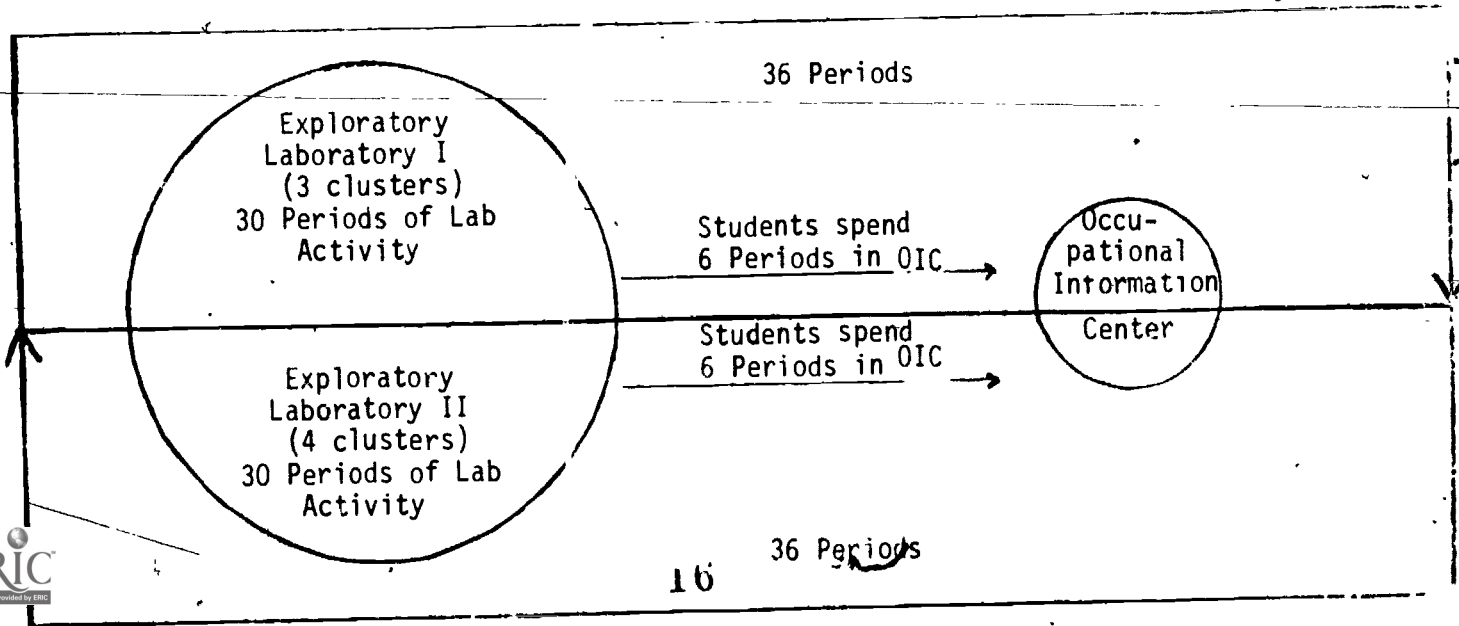 36 Periods
Exploratory
Laboratory I
(3 clusters)
30 Periods of Lab
Activity
Students spend
6 Periods in OIC
Occu-
pational
Information
Center
Students spend
6 Periods in OIC
Exploratory
Laboratory II
(4 clusters)
30 Periods of Lab
Activity
36 Periods
16
ERIC